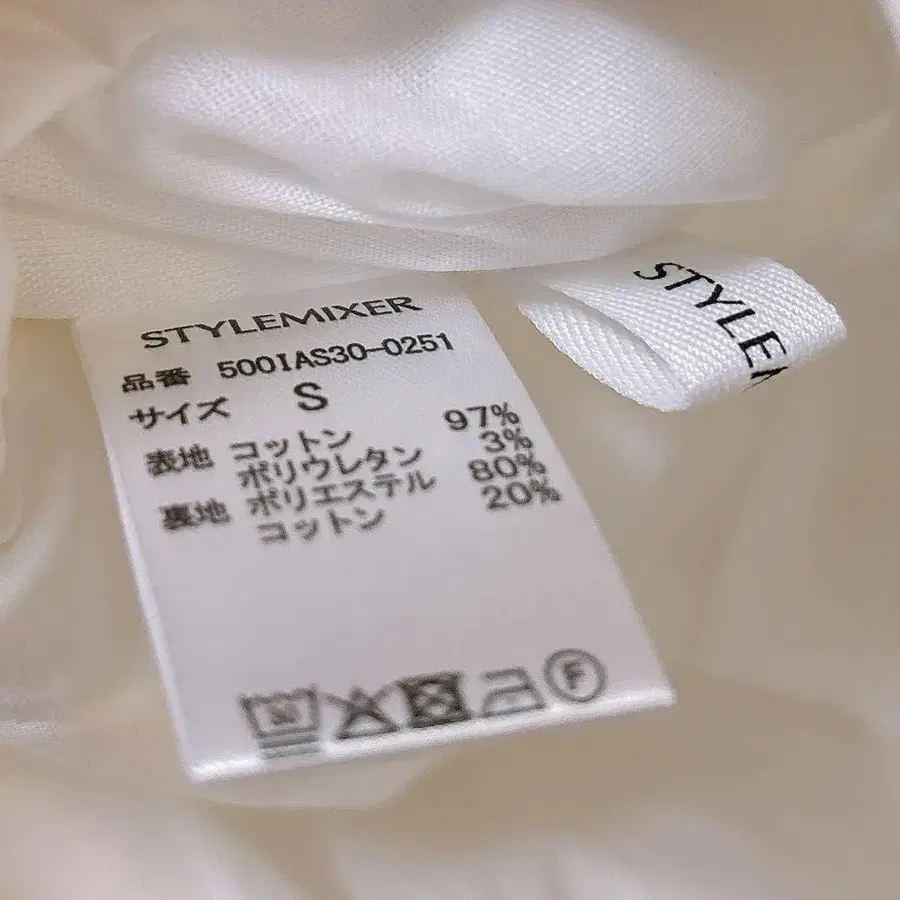 STYLEMIXER
品番 500IAS30-0251
サイズ S
表地 コットン 97%
ポリウレタン 3%
裏地 ポリエステル 80%
コットン 20%
F
STYLEM